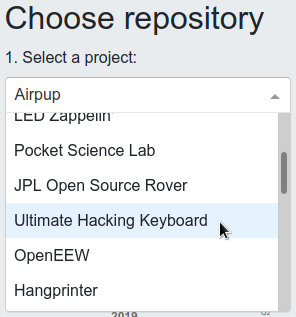 Choose repository
1. Select a project:
Airpup
LED Zappelin'
Pocket Science Lab
JPL Open Source Rover
Ultimate Hacking Keyboard
OpenEEW
Hangprinter
2019